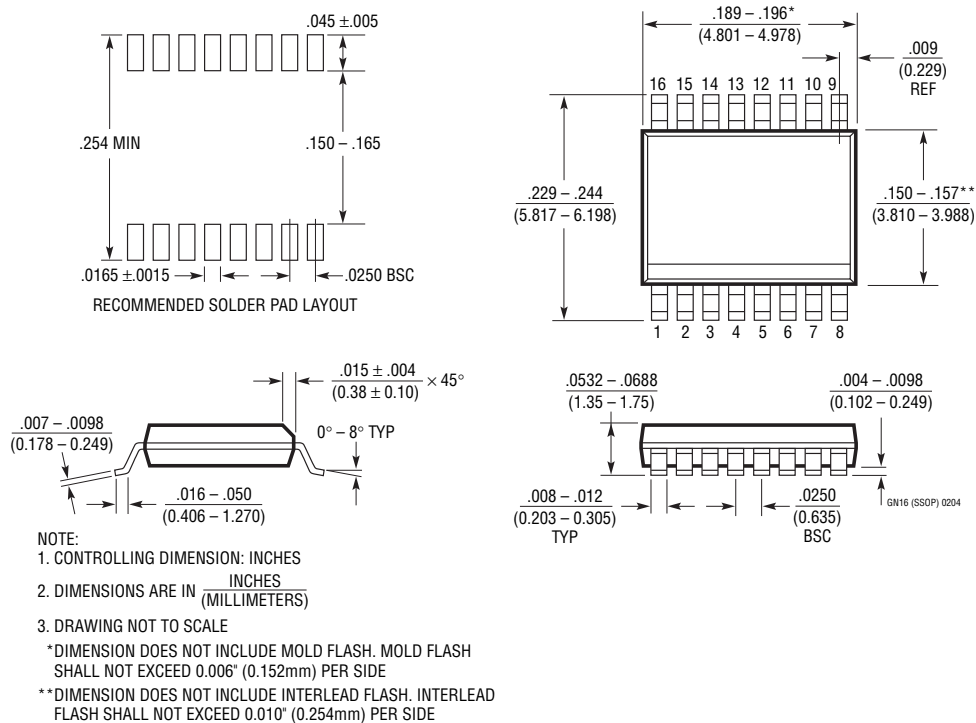 .045 ±.005
.254 MIN
.150 – .165
.0165 ±.0015
.0250 BSC
RECOMMENDED SOLDER PAD LAYOUT
.189 – .196*
(4.801 – 4.978)
.009
(0.229)
REF
16 15 14 13 12 11 10 9
.229 – .244
(5.817 – 6.198)
.150 – .157**
(3.810 – 3.988)
1 2 3 4 5 6 7 8
.015 ± .004
(0.38 ± 0.10)
× 45°
.007 – .0098
(0.178 – 0.249)
0° – 8° TYP
.016 – .050
(0.406 – 1.270)
.0532 – .0688
(1.35 – 1.75)
.004 – .0098
(0.102 – 0.249)
.008 – .012
(0.203 – 0.305)
TYP
.0250
(0.635)
BSC
GN16 (SSOP) 0204
NOTE:
1. CONTROLLING DIMENSION: INCHES
2. DIMENSIONS ARE IN INCHES
(MILLIMETERS)
3. DRAWING NOT TO SCALE
*DIMENSION DOES NOT INCLUDE MOLD FLASH. MOLD FLASH
SHALL NOT EXCEED 0.006" (0.152mm) PER SIDE
**DIMENSION DOES NOT INCLUDE INTERLEAD FLASH. INTERLEAD
FLASH SHALL NOT EXCEED 0.010" (0.254mm) PER SIDE